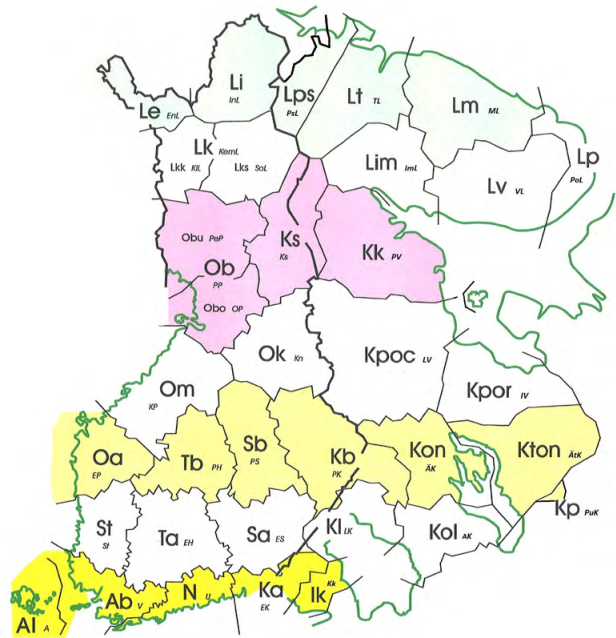 Li
InL
Lps
PsL
Lt TL
Lm ML
Le EnL
Lk KemL
Lkk KiL
Lks SoL
Lim ImL
Lp
PoL
Lv VL
Obu PeP
Ob
PP
Obo OP
Ks
Ks
Kk PV
Ok Kn
Kpoc LV
Kpor IV
Om
KP
Oa
EP
Tb PH
Sb
PS
Kb
PK
Kon
ÄK
Kton
ÄtK
Kp PuK
St
St
Ta EH
Sa ES
Kl LK
Kol AK
Al A
Ab V
N U
Ka
EK
Ik Kk